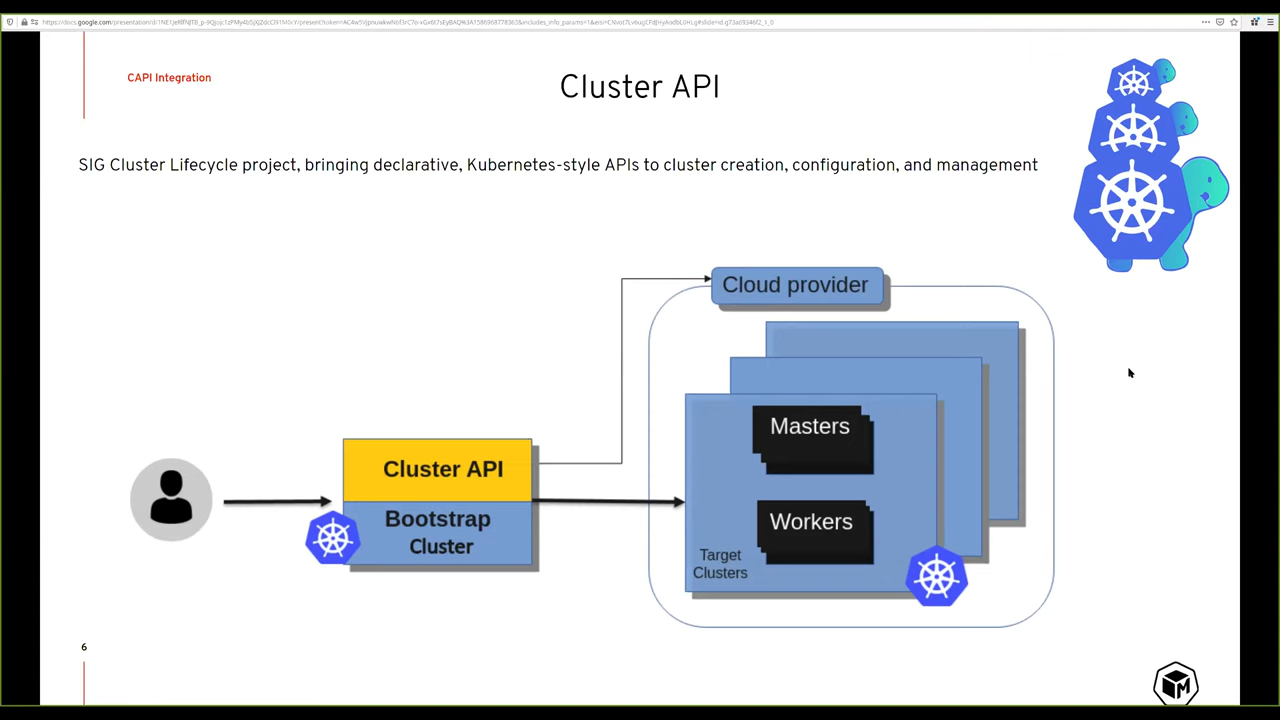 CAPI Integration
Cluster API
SIG Cluster Lifecycle project, bringing declarative, Kubernetes-style APIs to cluster creation, configuration, and management
Cloud provider
Masters
Cluster API
Bootstrap
Cluster
Workers
Target
Clusters
6
M